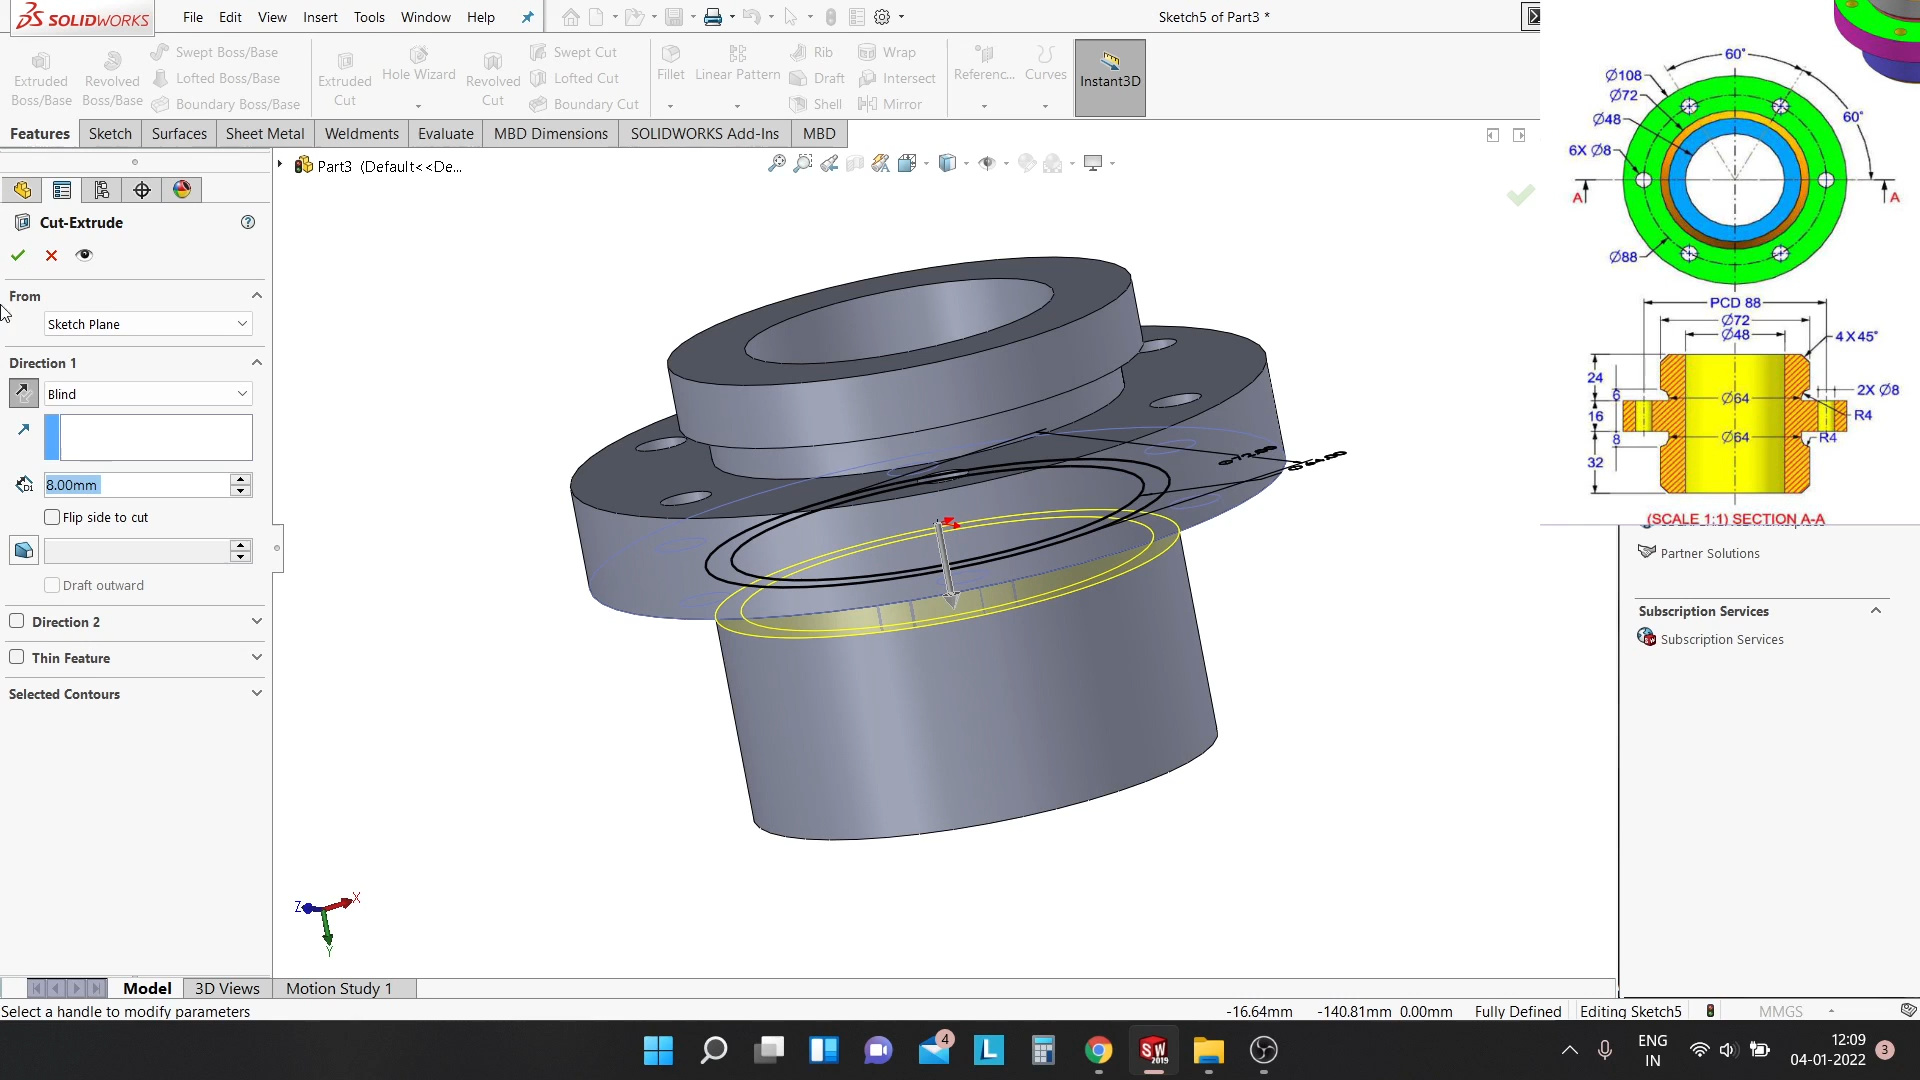 SOLIDWORKS
File Edit View Insert Tools Window Help
Sketch5 of Part3 *
Extruded Boss/Base
Revolved Boss/Base
Swept Boss/Base
Lofted Boss/Base
Boundary Boss/Base
Extruded Cut
Hole Wizard
Revolved Cut
Swept Cut
Lofted Cut
Boundary Cut
Fillet
Linear Pattern
Rib
Draft
Shell
Wrap
Intersect
Mirror
Referenc...
Curves
Instant3D
Features Sketch Surfaces Sheet Metal Weldments Evaluate MBD Dimensions SOLIDWORKS Add-Ins MBD
Part3 (Default<<De...
Cut-Extrude
From
Sketch Plane
Direction 1
Blind
8.00mm
Flip side to cut
Draft outward
Direction 2
Thin Feature
Selected Contours
Z X
Y
60°
Ø108
Ø72
Ø48
6X Ø8
60°
A A
Ø88
PCD 88
Ø72
Ø48
4X45°
24
6
Ø64
2X Ø8
16
R4
8
Ø64
R4
32
(SCALE 1:1) SECTION A-A
Partner Solutions
Subscription Services
Subscription Services
Model 3D Views Motion Study 1
Select a handle to modify parameters
-16.64mm -140.81mm 0.00mm Fully Defined Editing Sketch5 MMGS
4
L
SW
2019
ENG
IN
12:09
04-01-2022
3